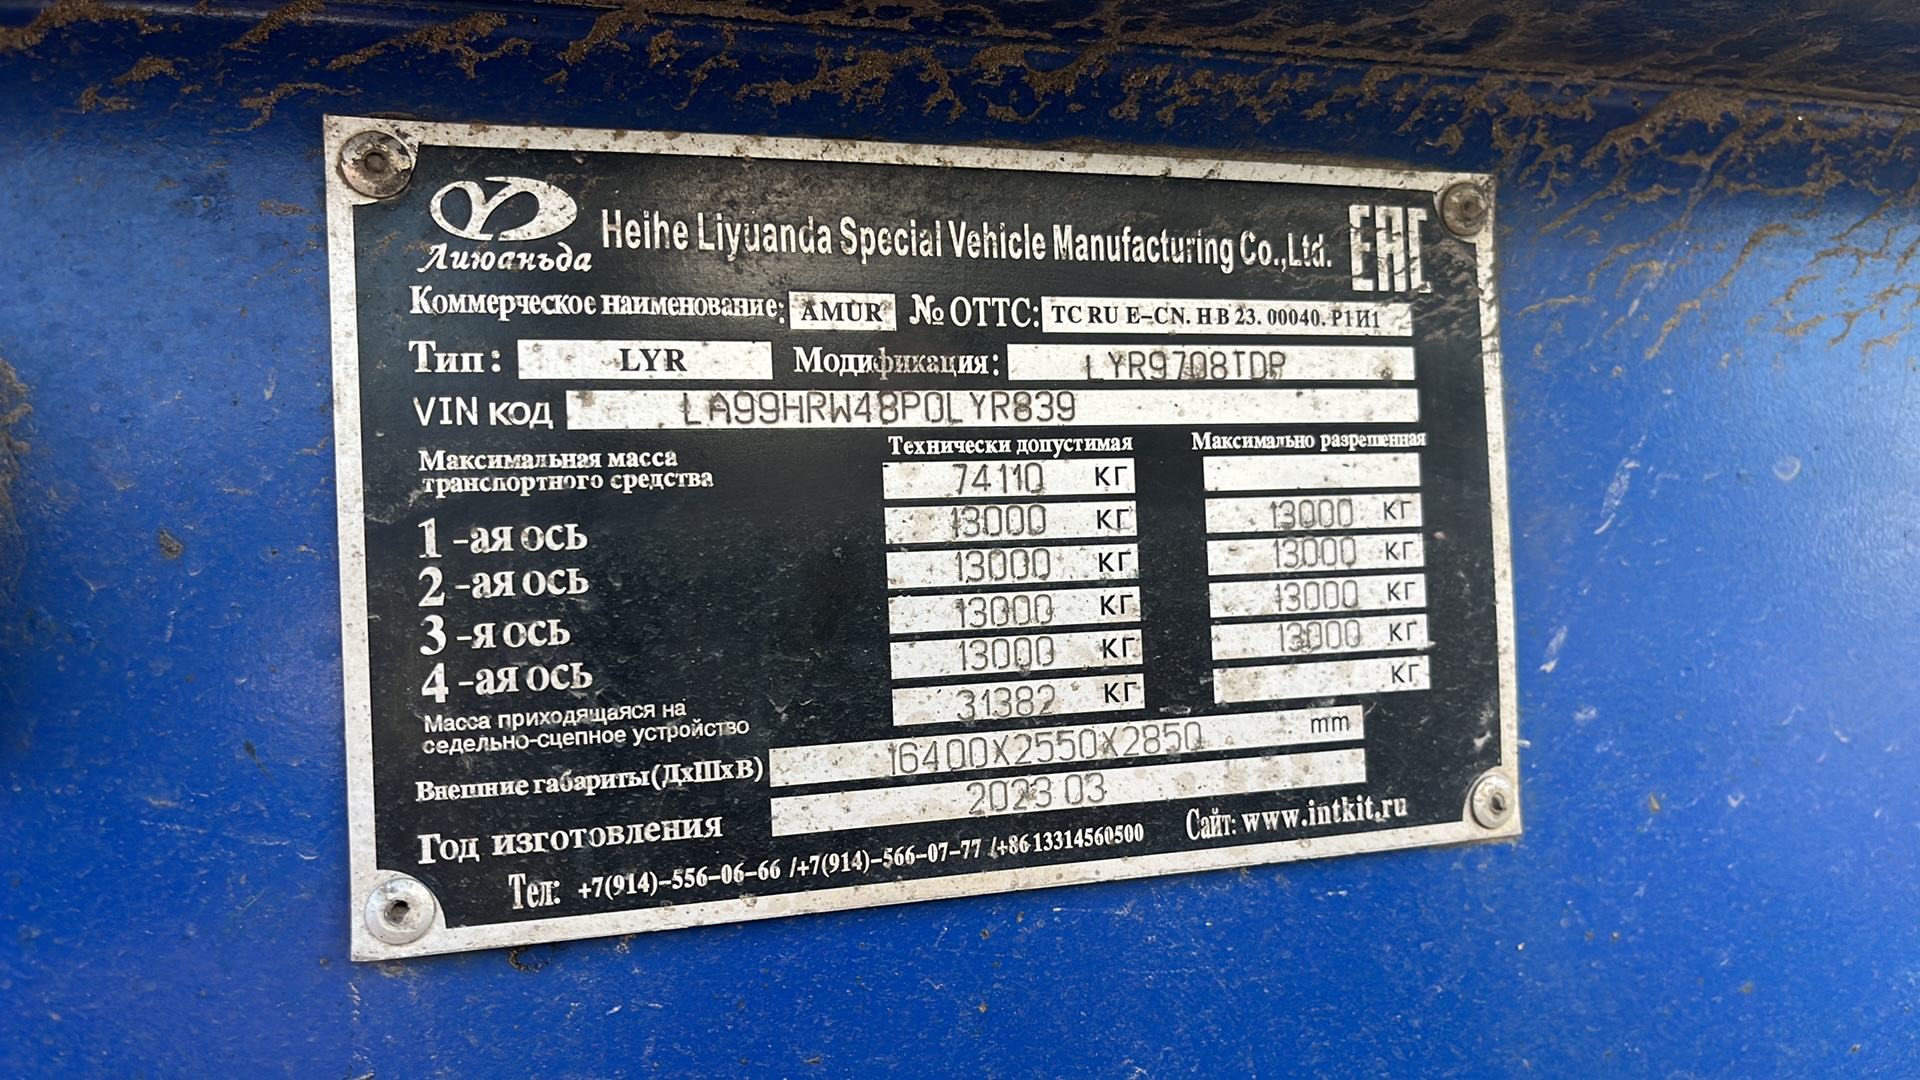 Лиюаньда
Heihe Liyuanda Special Vehicle Manufacturing Co.,Ltd.
EAC
Коммерческое наименование: AMUR № ОТТС: TC RU E-CN. HB23. 00040. P1И1
Тип: LYR Модификация: LYR9708TDP
VIN код LA99HRW48P0LYR839
Технически допустимая Максимально разрешенная
Максимальная масса
транспортного средства 74110 КГ
1 -ая ось 13000 КГ 13000 КГ
2 -ая ось 13000 КГ 13000 КГ
3 -я ось 13000 КГ 13000 КГ
4 -ая ось 13000 КГ 13000 КГ
Масса приходящаяся на
седельно-сцепное устройство 31382 КГ КГ
Внешние габариты (ДхШхВ) 16400X2550X2850 mm
Год изготовления 2023 03
Тел: +7(914)-556-06-66 /+7(914)-566-07-77 /+86 13314560500 Сайт: www.intkit.ru